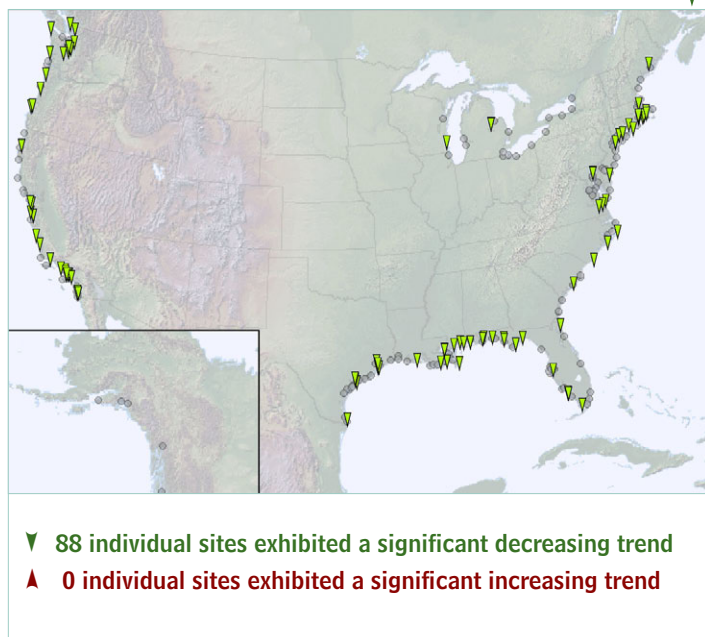 88 individual sites exhibited a significant decreasing trend
0 individual sites exhibited a significant increasing trend